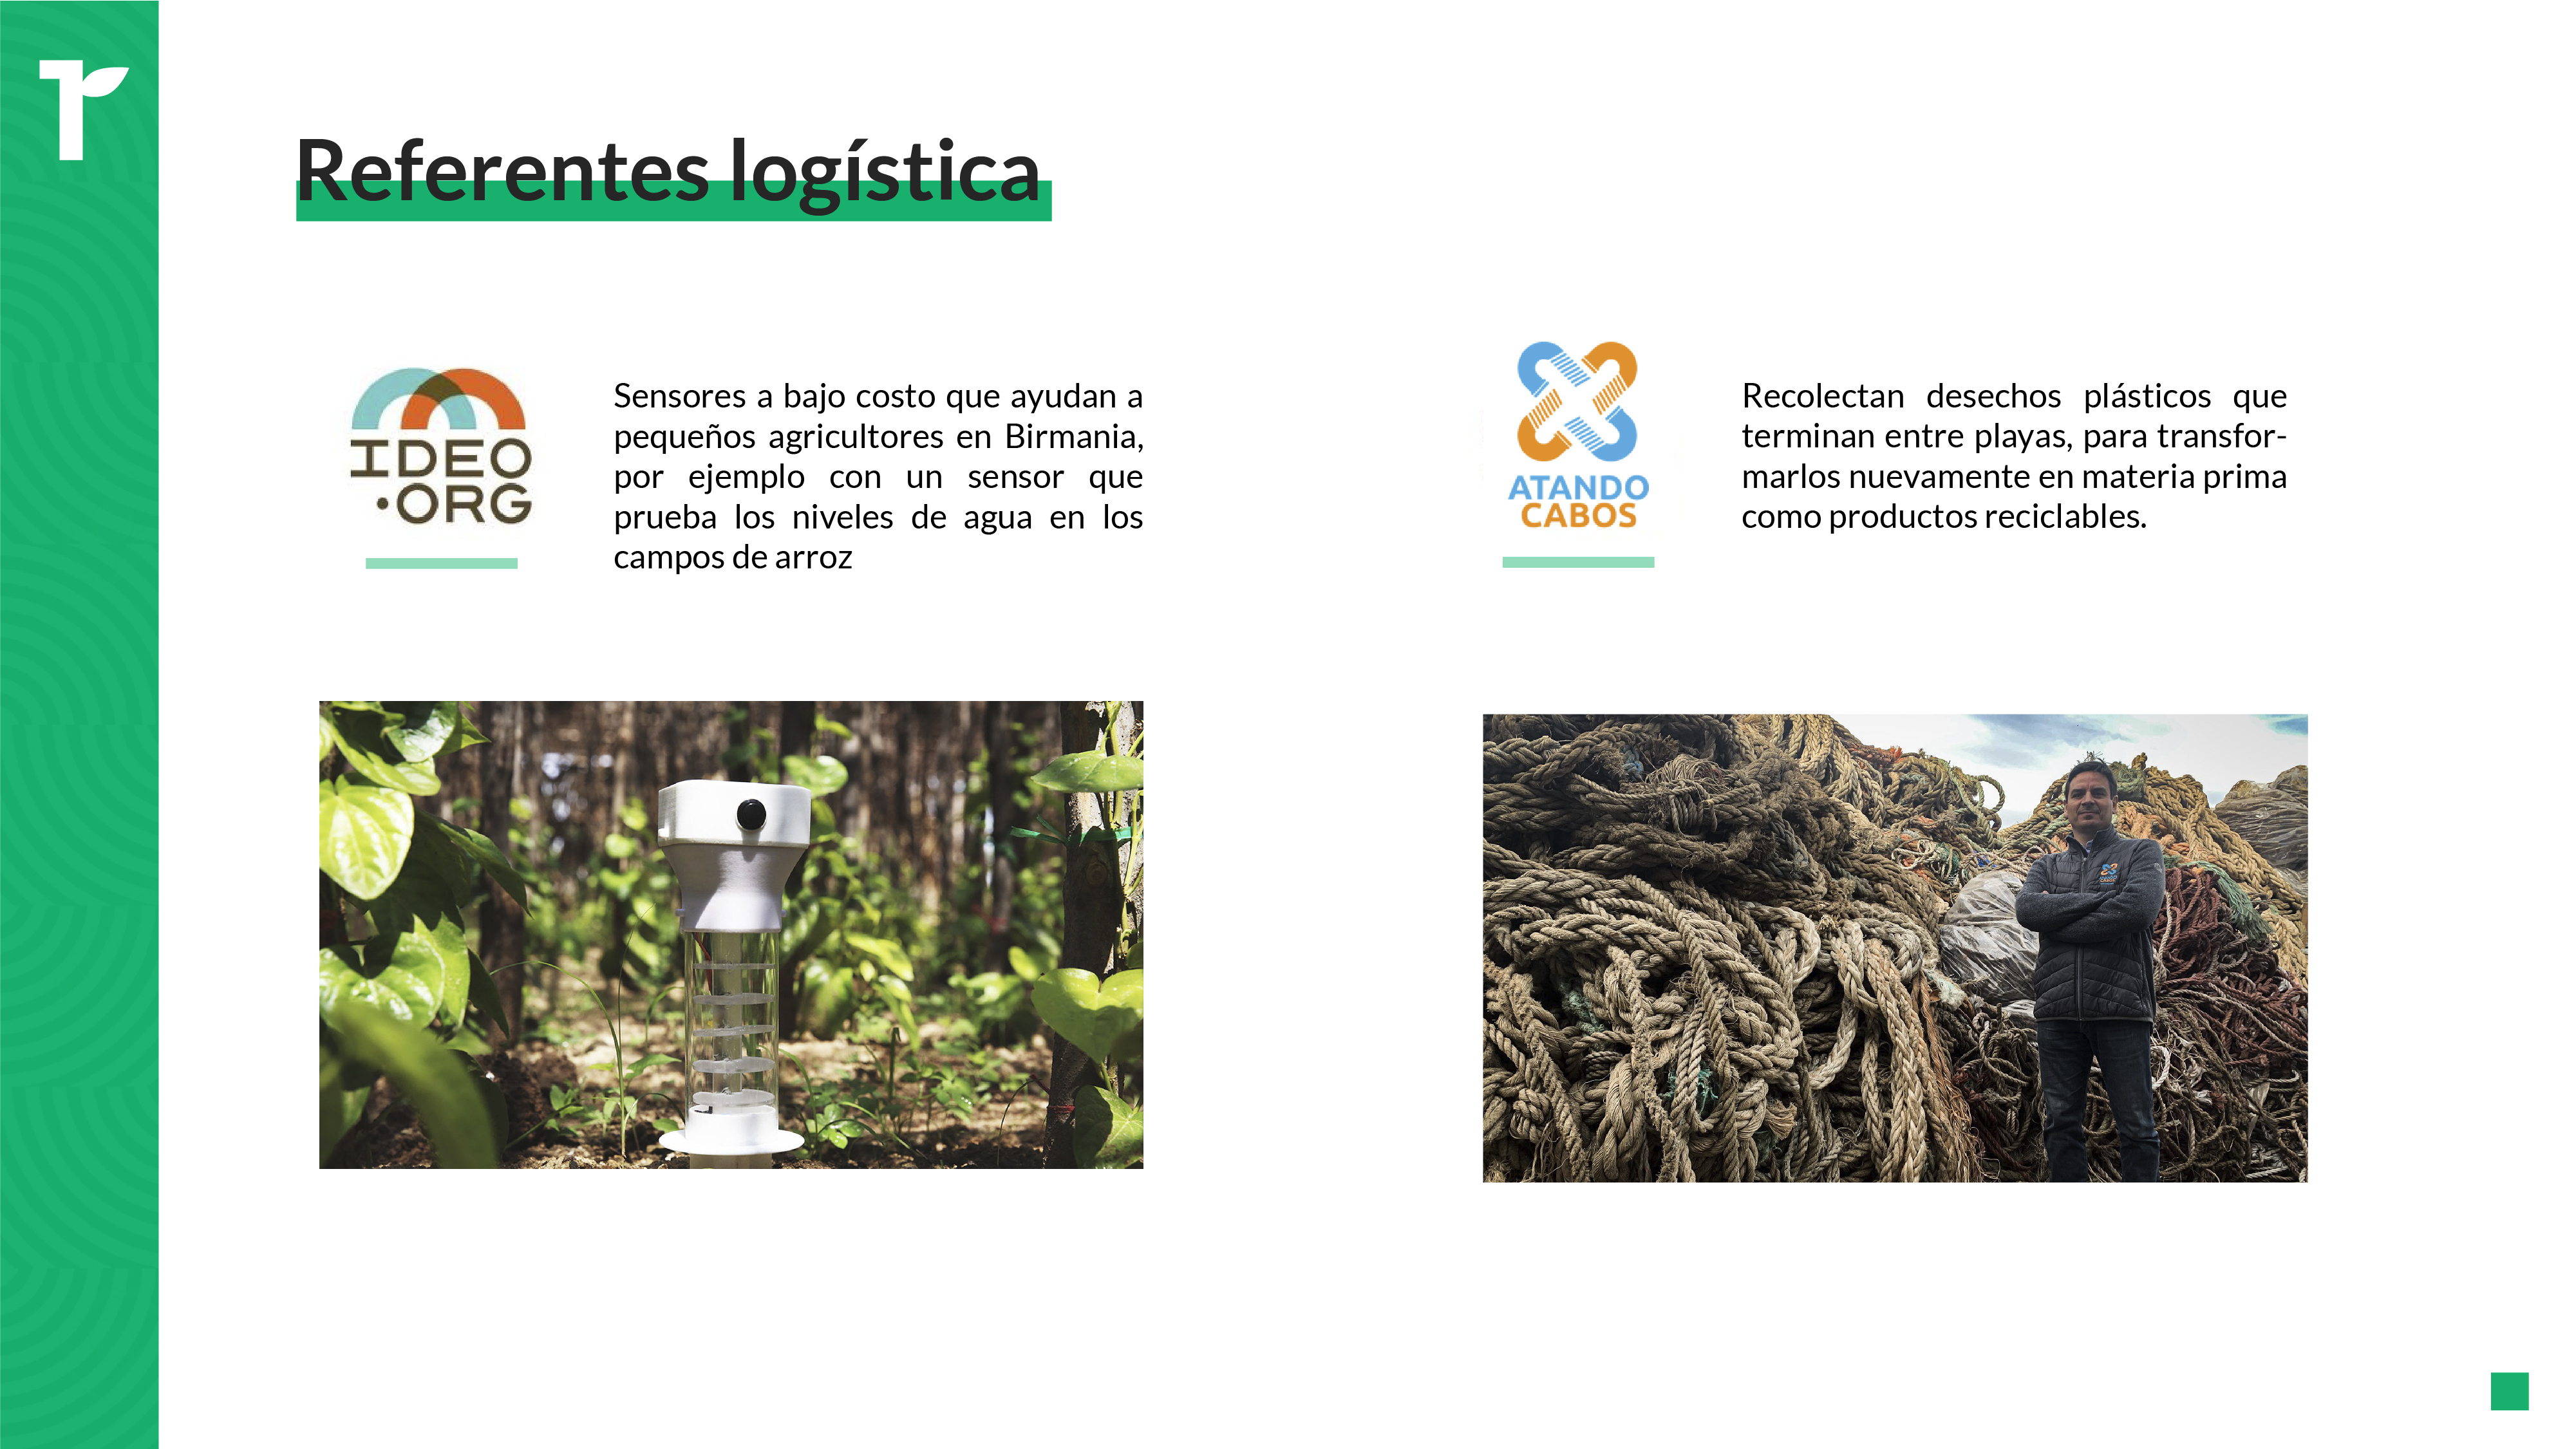 Referentes logística
IDEO
.ORG
Sensores a bajo costo que ayudan a
pequeños agricultores en Birmania,
por ejemplo con un sensor que
prueba los niveles de agua en los
campos de arroz
ATANDO
CABOS
Recolectan desechos plásticos que
terminan entre playas, para transfor-
marlos nuevamente en materia prima
como productos reciclables.